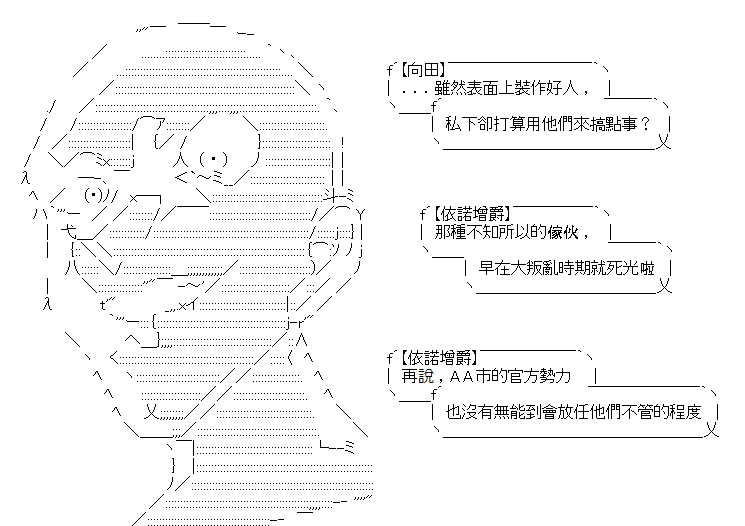 【向田】
...雖然表面上裝作好人，
私下卻打算用他們來搞點事？
【依諾增爵】
那種不知所以的傢伙，
早在大叛亂時期就死光啦
【依諾增爵】
再說，AA市的官方勢力
也沒有無能到會放任他們不管的程度